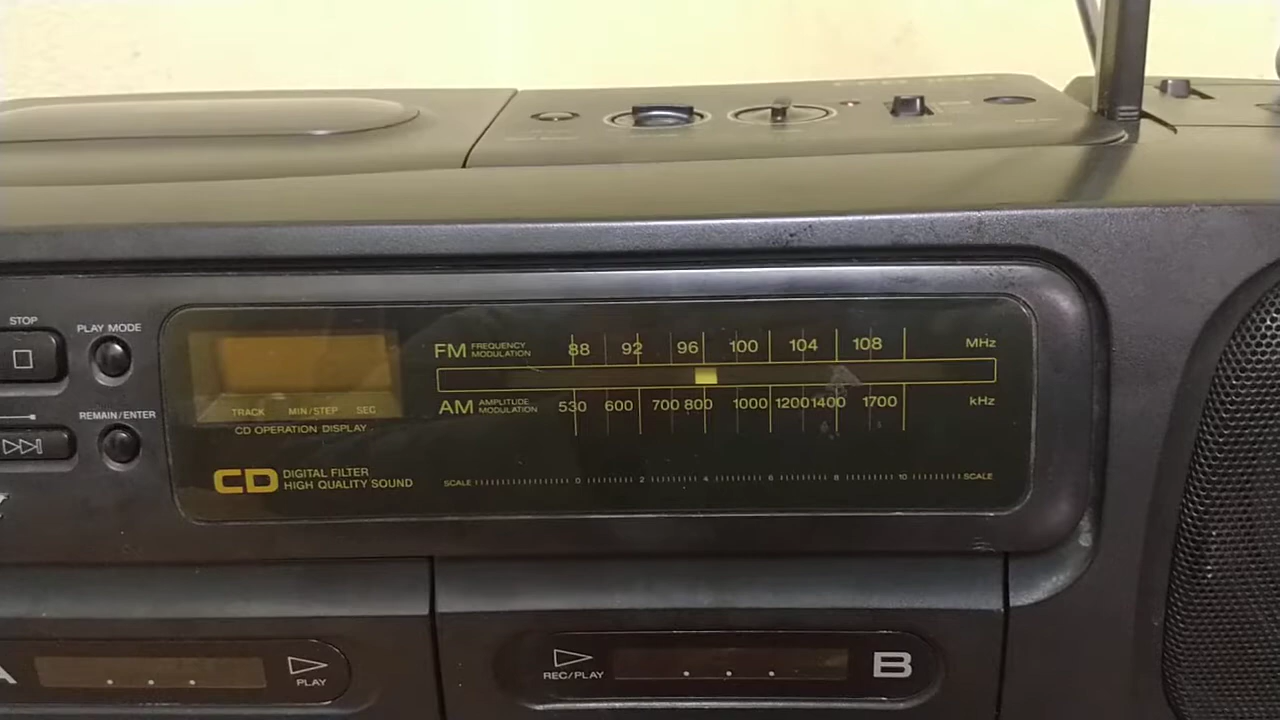 STOP
PLAY MODE
REMAIN/ENTER
FM FREQUENCY MODULATION 88 92 96 100 104 108 MHz
AM AMPLITUDE MODULATION 530 600 700 800 1000 1200 1400 1700 kHz
TRACK MIN/STEP SEC
CD OPERATION DISPLAY
CD DIGITAL FILTER
HIGH QUALITY SOUND
SCALE 0 2 4 6 8 10 SCALE
PLAY
REC/PLAY
B